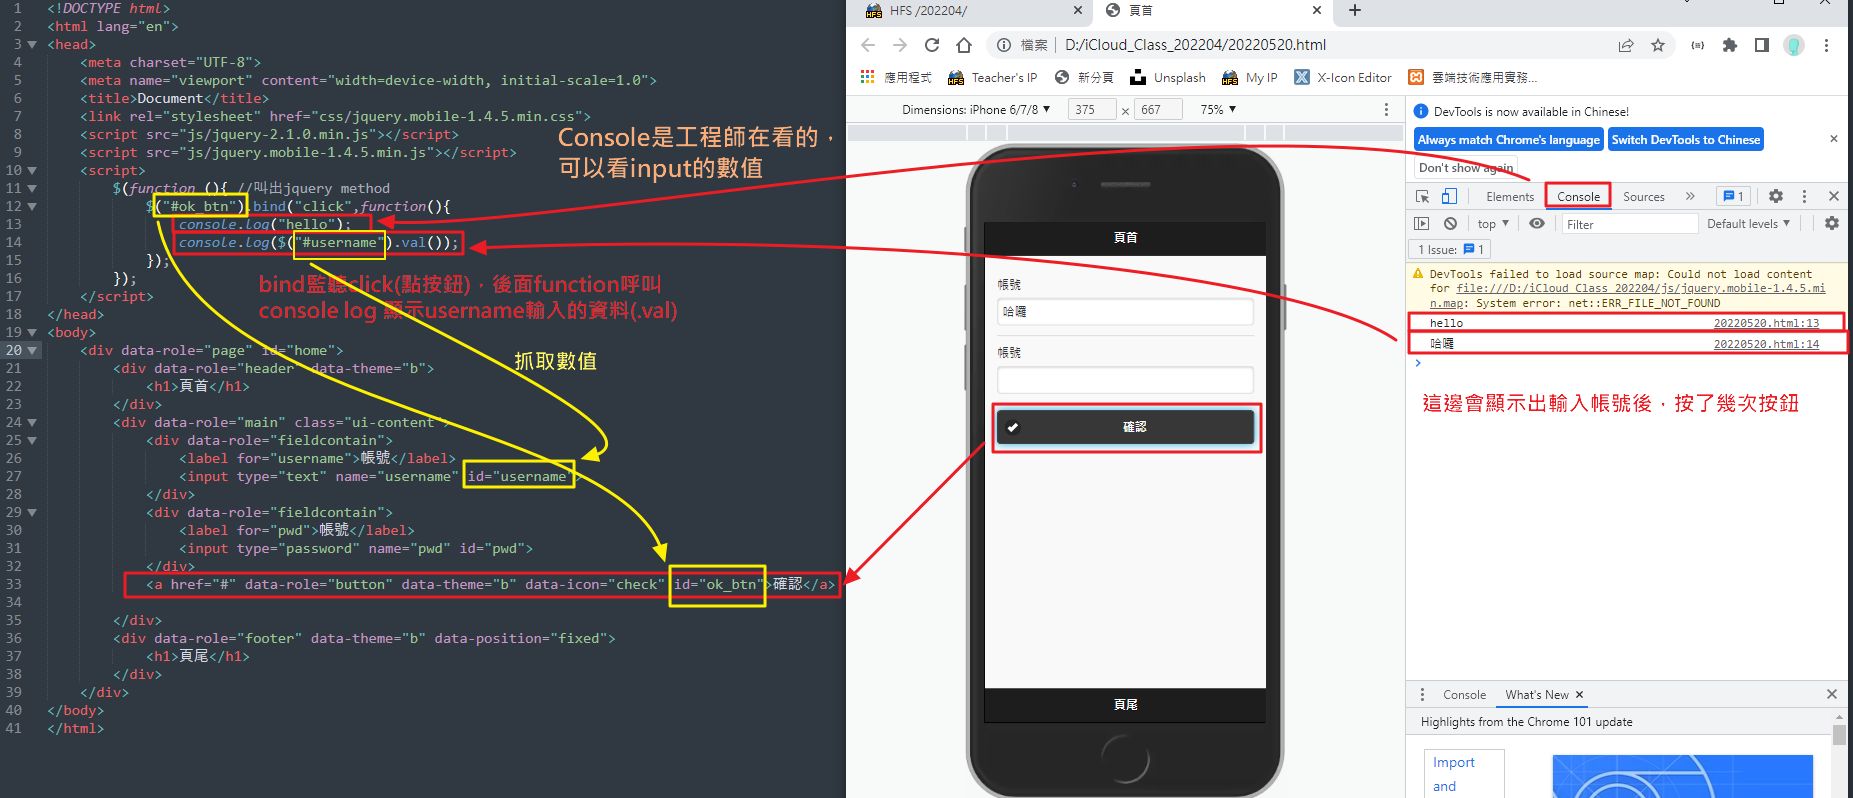 1 <!DOCTYPE html>
2 <html lang="en">
3 <head>
4 <meta charset="UTF-8">
5 <meta name="viewport" content="width=device-width, initial-scale=1.0">
6 <title>Document</title>
7 <link rel="stylesheet" href="css/jquery.mobile-1.4.5.min.css">
8 <script src="js/jquery-2.1.0.min.js"></script>
9 <script src="js/jquery.mobile-1.4.5.min.js"></script>
10 <script>
11 $(function (){ //叫出jquery method
12 $("#ok_btn").bind("click",function(){
13 console.log("hello");
14 console.log($("#username").val());
15 });
16 });
17 </script>
18 </head>
19 <body>
20 <div data-role="page" id="home">
21 <div data-role="header" data-theme="b">
22 <h1>頁首</h1>
23 </div>
24 <div data-role="main" class="ui-content">
25 <div data-role="fieldcontain">
26 <label for="username">帳號</label>
27 <input type="text" name="username" id="username">
28 </div>
29 <div data-role="fieldcontain">
30 <label for="pwd">帳號</label>
31 <input type="password" name="pwd" id="pwd">
32 </div>
33 <a href="#" data-role="button" data-theme="b" data-icon="check" id="ok_btn">確認</a>
34
35 </div>
36 <div data-role="footer" data-theme="b" data-position="fixed">
37 <h1>頁尾</h1>
38 </div>
39 </div>
40 </body>
41 </html>
Console是工程師在看的，
可以看input的數值
bind監聽click(點按鈕)，後面function呼叫
console log 顯示username輸入的資料(.val)
抓取數值
HFS /202204/
頁首
檔案 D:/iCloud_Class_202204/20220520.html
應用程式 Teacher's IP 新分頁 Unsplash My IP X-Icon Editor 雲端技術應用實務...
Dimensions: iPhone 6/7/8 ▼ 375 × 667 75% ▼
頁首
帳號
哈囉
帳號
確認
頁尾
DevTools is now available in Chinese!
Always match Chrome's language Switch DevTools to Chinese
Don't show again
Elements Console Sources » 1
top ▼ Filter Default levels ▼
1 Issue: 1
DevTools failed to load source map: Could not load content
for file:///D:/iCloud_Class_202204/js/jquery.mobile-1.4.5.mi
n.map: System error: net::ERR_FILE_NOT_FOUND
hello 20220520.html:13
哈囉 20220520.html:14
這邊會顯示出輸入帳號後，按了幾次按鈕
Console What's New
Highlights from the Chrome 101 update
Import
and